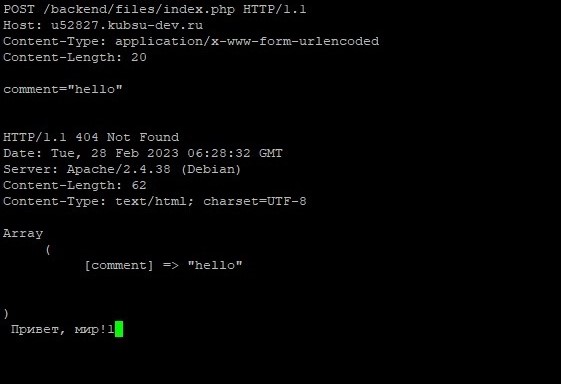 POST /backend/files/index.php HTTP/1.1
Host: u52827.kubsu-dev.ru
Content-Type: application/x-www-form-urlencoded
Content-Length: 20
comment="hello"
HTTP/1.1 404 Not Found
Date: Tue, 28 Feb 2023 06:28:32 GMT
Server: Apache/2.4.38 (Debian)
Content-Length: 62
Content-Type: text/html; charset=UTF-8
Array
(
[comment] => "hello"
)
Привет, мир!1